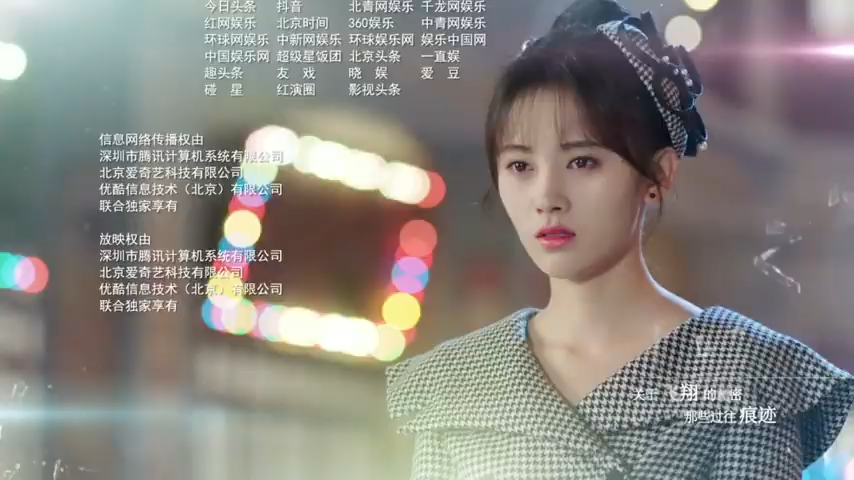 今日头条 抖音 北青网娱乐 千龙网娱乐
红网娱乐 北京时间 360娱乐 中青网娱乐
环球网娱乐 中新网娱乐 环球娱乐网 娱乐中国网
中国娱乐网 超级星饭团 北京头条 一直娱
趣头条 友戏 晓娱 爱豆
碰星 红演圈 影视头条
信息网络传播权由
深圳市腾讯计算机系统有限公司
北京爱奇艺科技有限公司
优酷信息技术（北京）有限公司
联合独家享有
放映权由
深圳市腾讯计算机系统有限公司
北京爱奇艺科技有限公司
优酷信息技术（北京）有限公司
联合独家享有
关于 翔的 密
那些过往痕迹